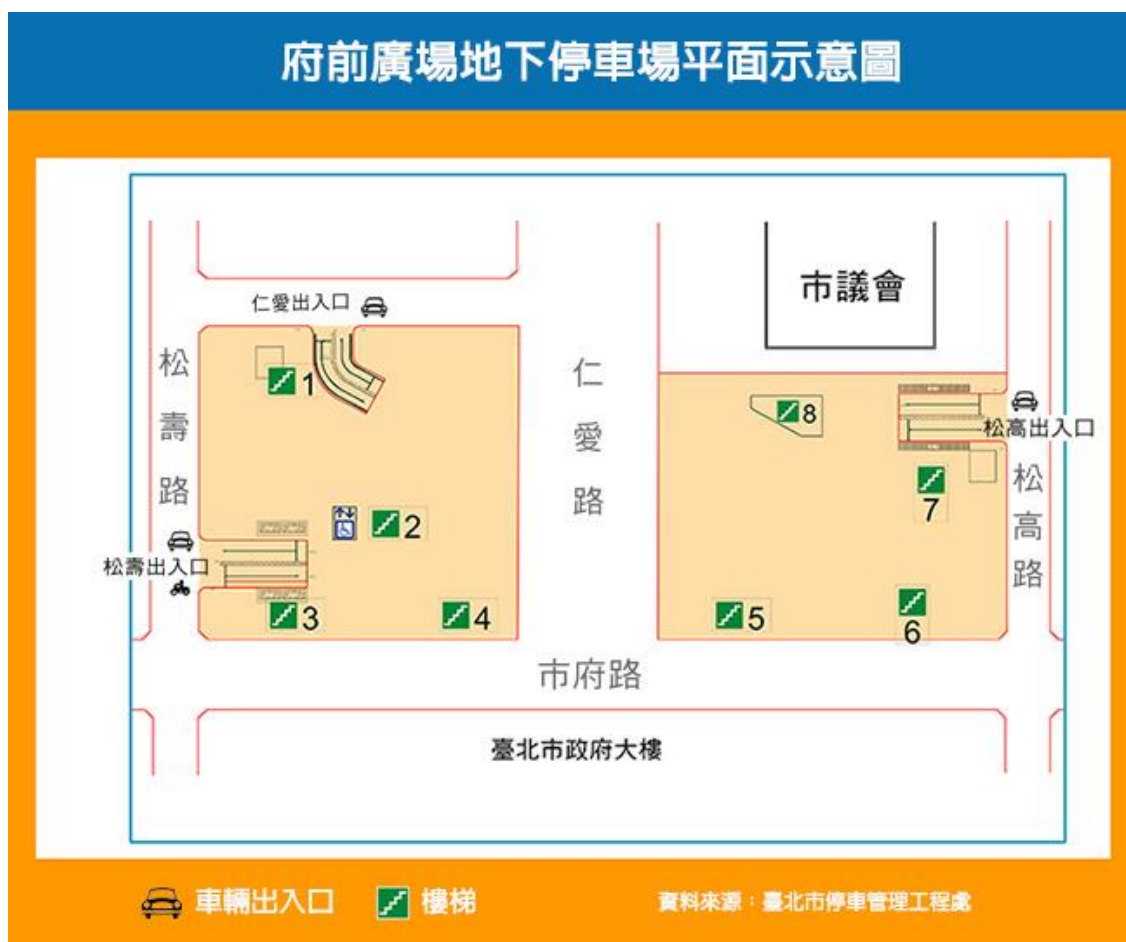 府前廣場地下停車場平面示意圖
仁愛出入口
市議會
松壽路
1
仁愛路
8
松高出入口
7
松高路
2
松壽出入口
3
4
5
6
市府路
臺北市政府大樓
車輛出入口
樓梯
資料來源：臺北市停車管理工程處